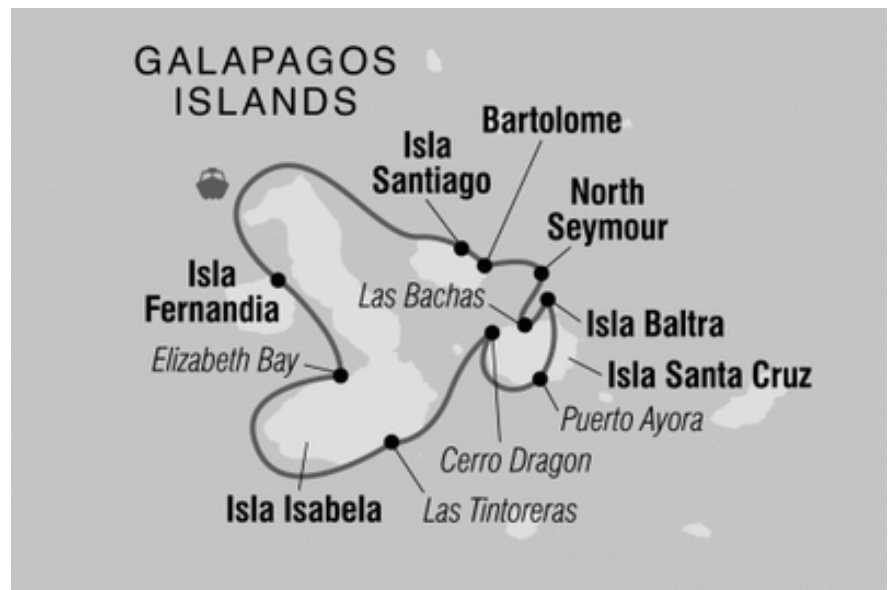 GALAPAGOS
ISLANDS
Bartolome
Isla
Santiago
North
Seymour
Isla
Fernandia
Las Bachas
Isla Baltra
Elizabeth Bay
Isla Santa Cruz
Puerto Ayora
Cerro Dragon
Isla Isabela
Las Tintoreras